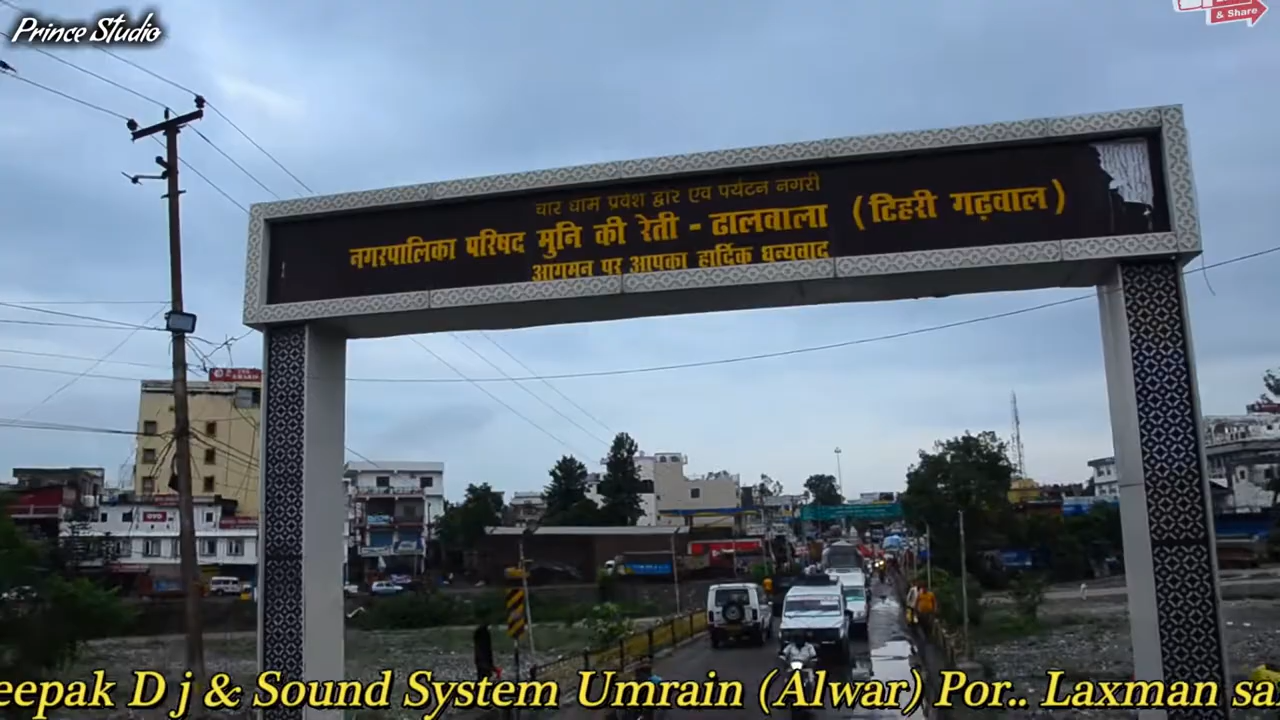 Prince Studio
& Share
चार धाम प्रवेश द्वार एवं पर्यटन नगरी
नगरपालिका परिषद मुनि की रेती - ढालवाला (टिहरी गढ़वाल)
आगमन पर आपका हार्दिक धन्यवाद
eepak D j & Sound System Umrain (Alwar) Por.. Laxman sa